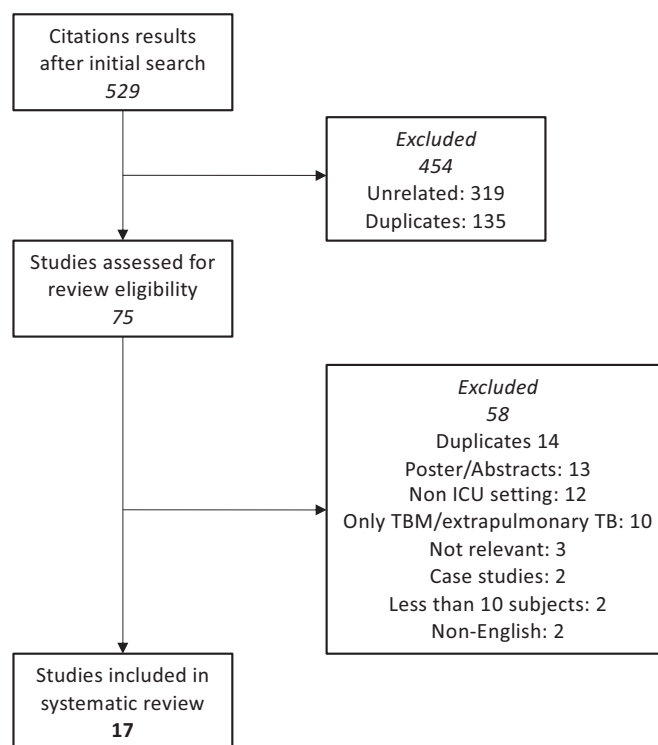 Citations results
after initial search
529
Excluded
454
Unrelated: 319
Duplicates: 135
Studies assessed for
review eligibility
75
Excluded
58
Duplicates 14
Poster/Abstracts: 13
Non ICU setting: 12
Only TBM/extrapulmonary TB: 10
Not relevant: 3
Case studies: 2
Less than 10 subjects: 2
Non-English: 2
Studies included in
systematic review
17